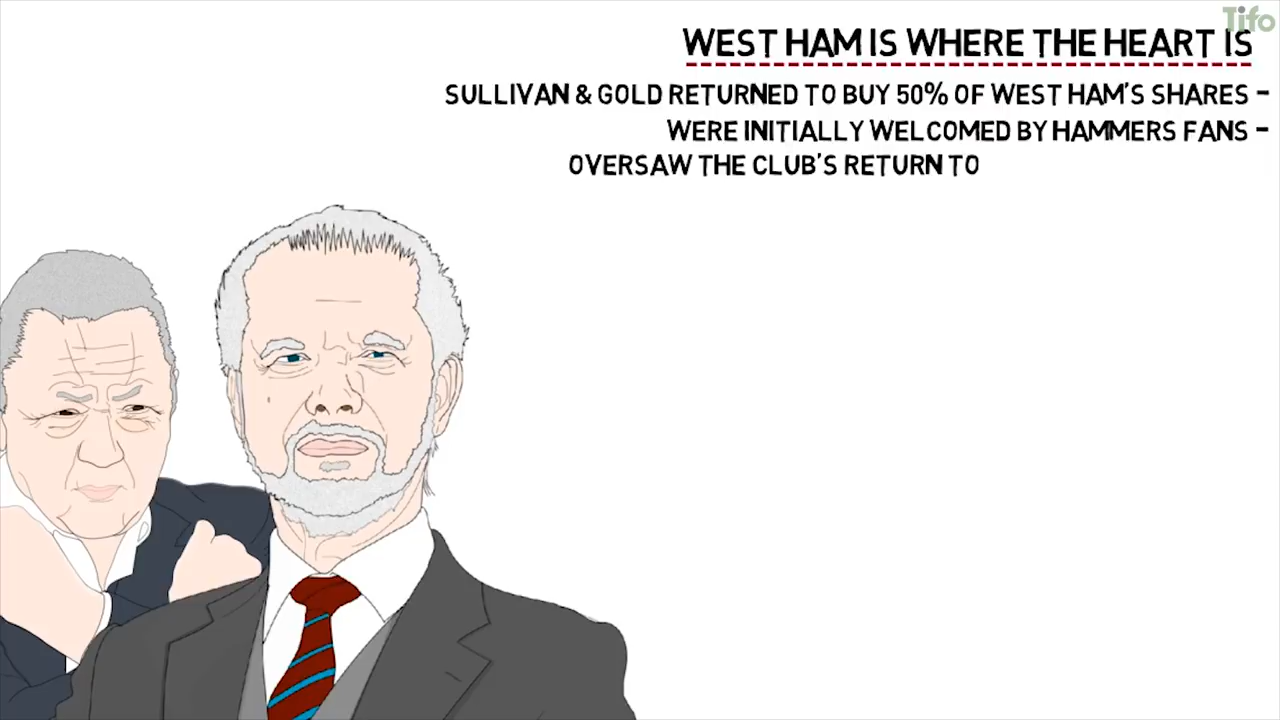 Tifo
WEST HAM IS WHERE THE HEART IS
SULLIVAN & GOLD RETURNED TO BUY 50% OF WEST HAM'S SHARES -
WERE INITIALLY WELCOMED BY HAMMERS FANS -
OVERSAW THE CLUB'S RETURN TO